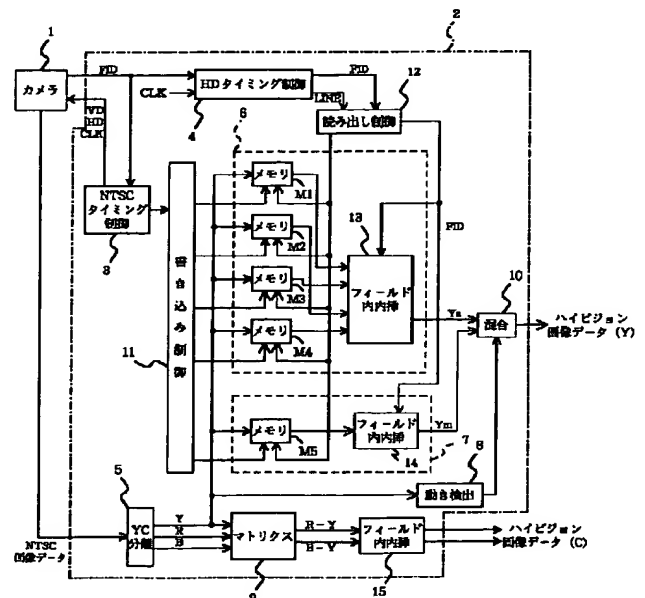 1
2
カメラ
FID
CLK
HDタイミング制御
4
FID
LINE
12
読み出し制御
VD
HD
CLK
6
NTSC
タイミング
制御
3
メモリ
M1
メモリ
M2
メモリ
M3
メモリ
M4
13
フィールド
内内挿
FID
書き込み制御
11
10
Ys
混合
ハイビジョン
画像データ (Y)
メモリ
M5
フィールド
内内挿
14
Ym
7
8
動き検出
5
YC
分離
Y
R
B
マトリクス
9
R-Y
B-Y
フィールド
内内挿
15
ハイビジョン
画像データ (C)
NTSC
画像データ